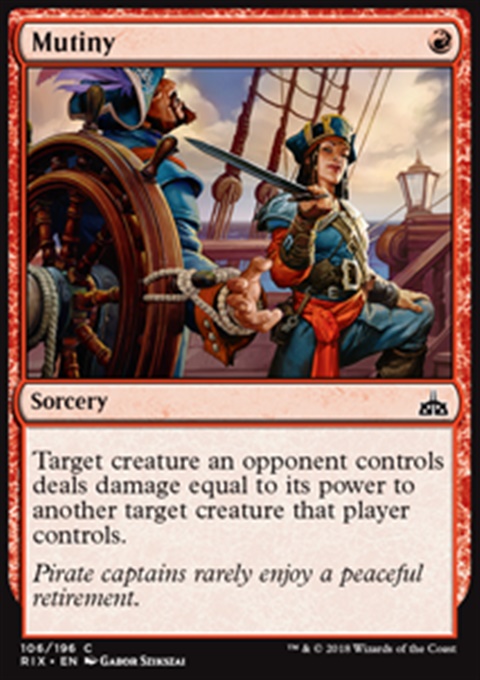 Mutiny
Sorcery
Target creature an opponent controls
deals damage equal to its power to
another target creature that player
controls.
Pirate captains rarely enjoy a peaceful
retirement.
106/196 C
RIX • EN Gabor Szikszai
™ & © 2018 Wizards of the Coast